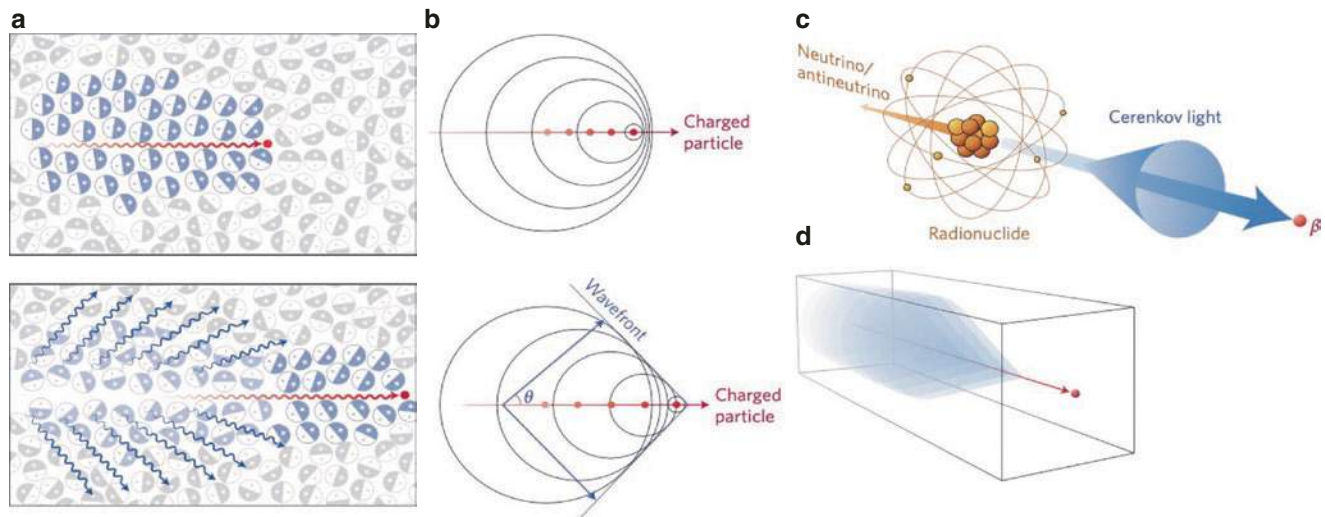 a
b
Charged
particle
Wavefront
θ
Charged
particle
c
Neutrino/
antineutrino
Cerenkov light
Radionuclide
β
d